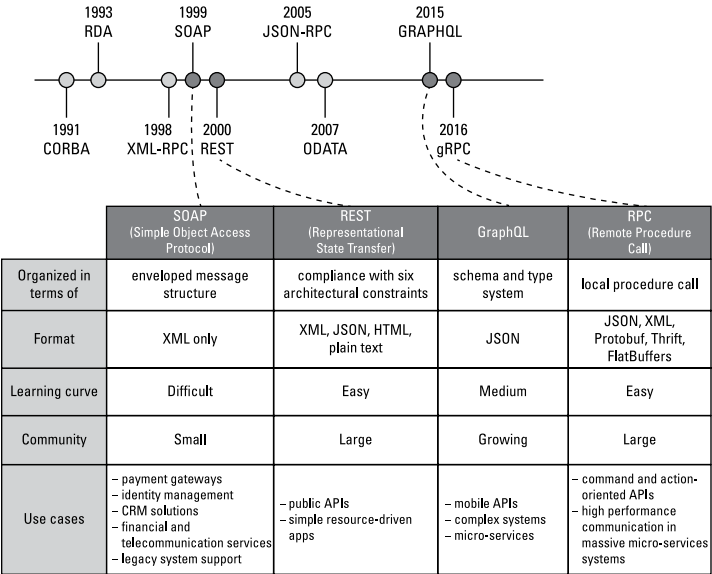 1993
RDA
1999
SOAP
2005
JSON-RPC
2015
GRAPHQL
1991
CORBA
1998
XML-RPC
2000
REST
2007
ODATA
2016
gRPC
SOAP
(Simple Object Access
Protocol)
REST
(Representational
State Transfer)
GraphQL
RPC
(Remote Procedure
Call)
Organized in
terms of
enveloped message
structure
compliance with six
architectural constraints
schema and type
system
local procedure call
Format
XML only
XML, JSON, HTML,
plain text
JSON
JSON, XML,
Protobuf, Thrift,
FlatBuffers
Learning curve
Difficult
Easy
Medium
Easy
Community
Small
Large
Growing
Large
Use cases
– payment gateways
– identity management
– CRM solutions
– financial and
telecommunication services
– legacy system support
– public APIs
– simple resource-driven
apps
– mobile APIs
– complex systems
– micro-services
– command and action-
oriented APIs
– high performance
communication in
massive micro-services
systems